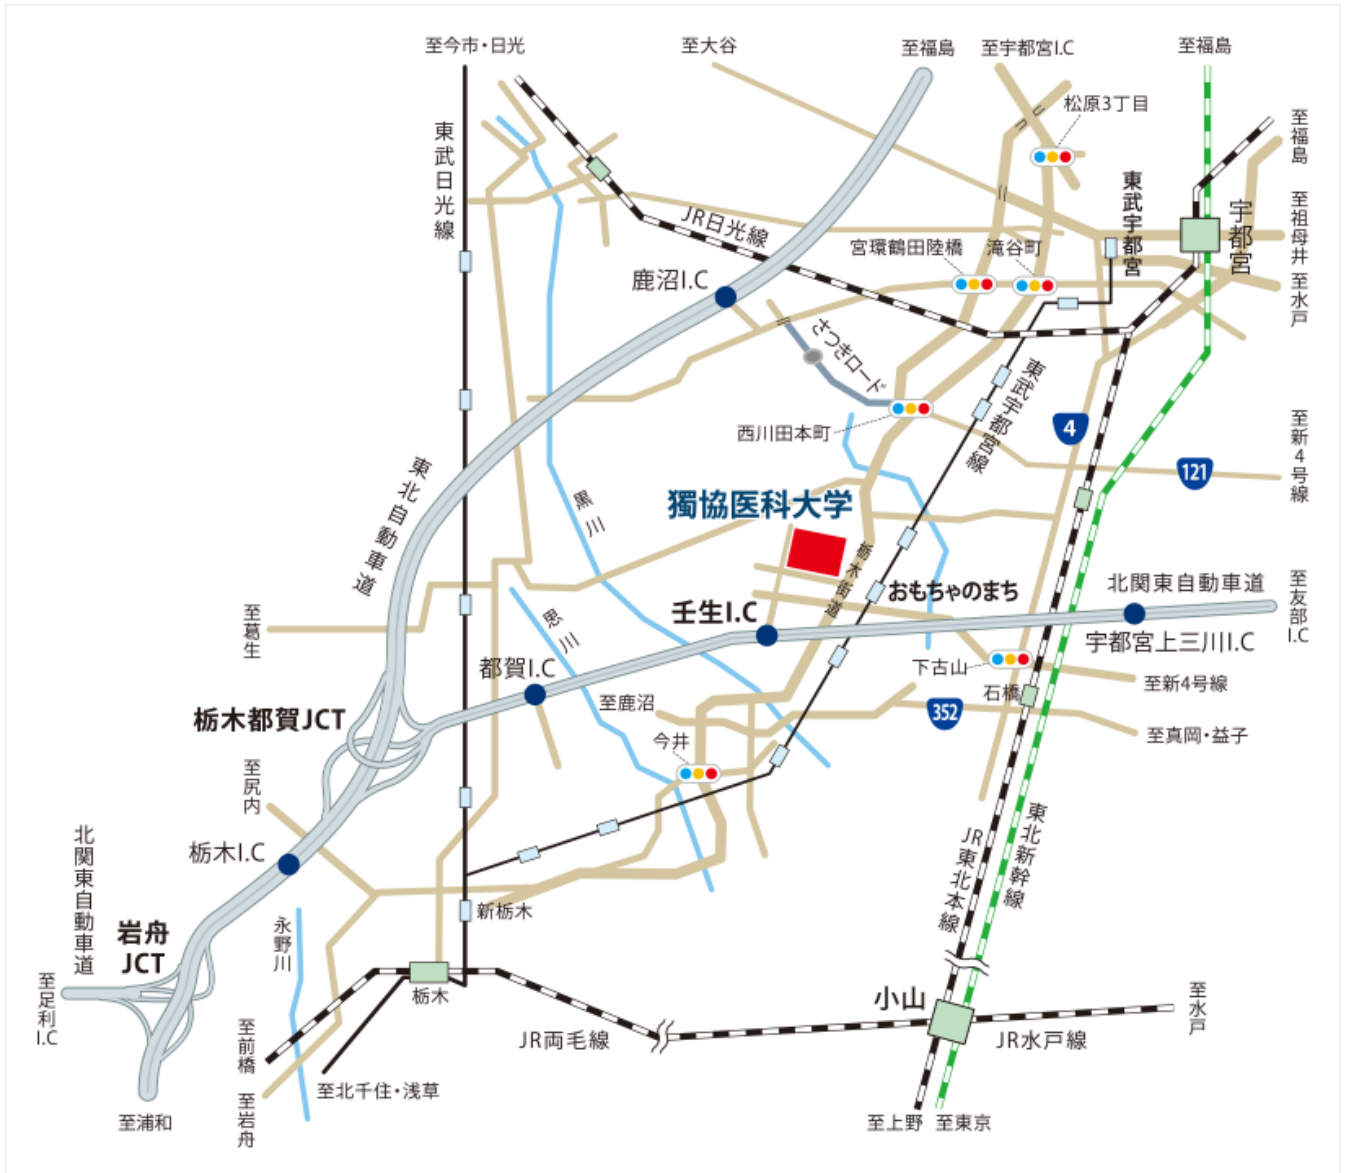 至今市・日光
至大谷
至福島
至宇都宮I.C
至福島
松原3丁目
至福島
東武日光線
東武宇都宮
宇都宮
至祖母井
JR日光線
宮環鶴田陸橋
滝谷町
至水戸
鹿沼I.C
さつきロード
東武宇都宮線
西川田本町
4
121
至新4号線
東北自動車道
黒川
獨協医科大学
栃木街道
おもちゃのまち
北関東自動車道
至友部I.C
至葛生
思川
壬生I.C
宇都宮上三川I.C
都賀I.C
下古山
石橋
至新4号線
至鹿沼
352
栃木都賀JCT
今井
至真岡・益子
至尻内
栃木I.C
北関東自動車道
JR東北本線
東北新幹線
岩舟
JCT
永野川
新栃木
至足利I.C
栃木
小山
至水戸
至前橋
JR両毛線
JR水戸線
至北千住・浅草
至浦和
至岩舟
至上野
至東京